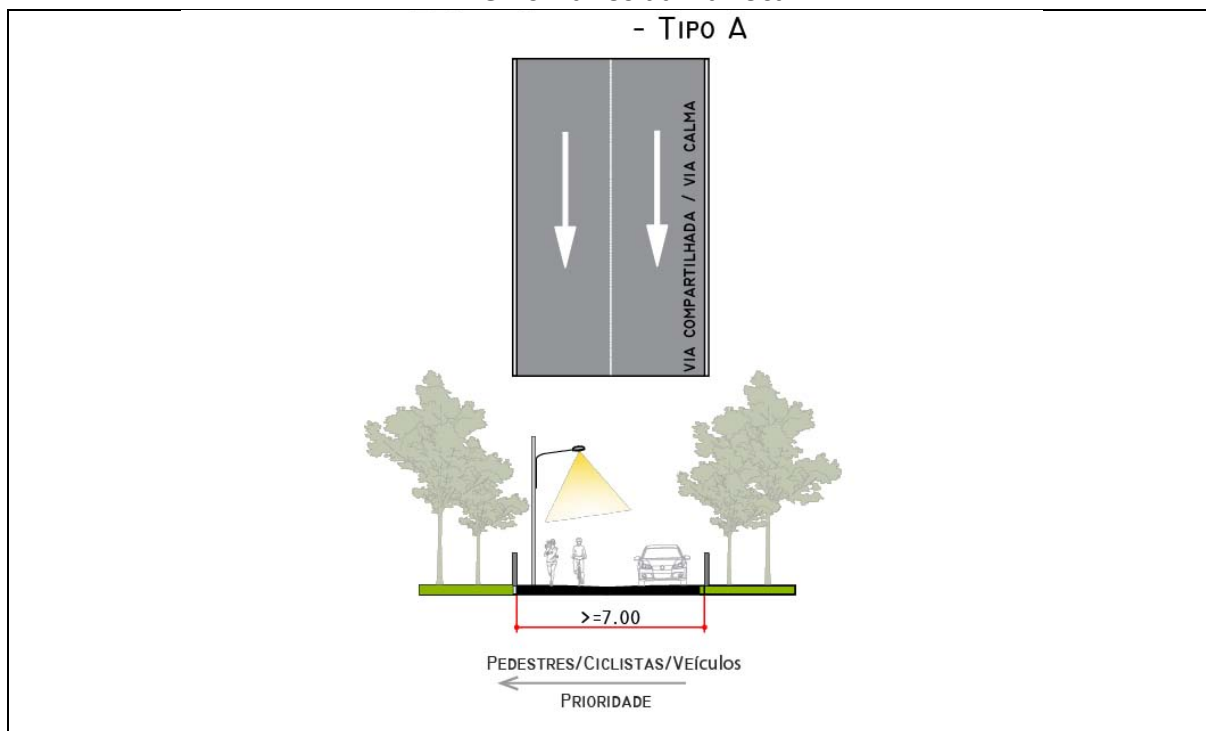 - TIPO A
VIA COMPARTILHADA / VIA CALMA
>=7.00
PEDESTRES/CICLISTAS/VEÍculos
PRIORIDADE